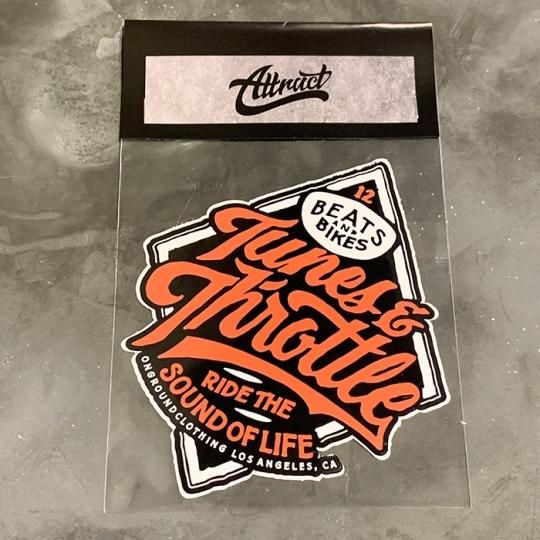 Attract
12
BEATS
AND
BIKES
Tunes &
Throttle
RIDE THE
SOUND OF LIFE
ONGROUNDCLOTHING LOS ANGELES, CA